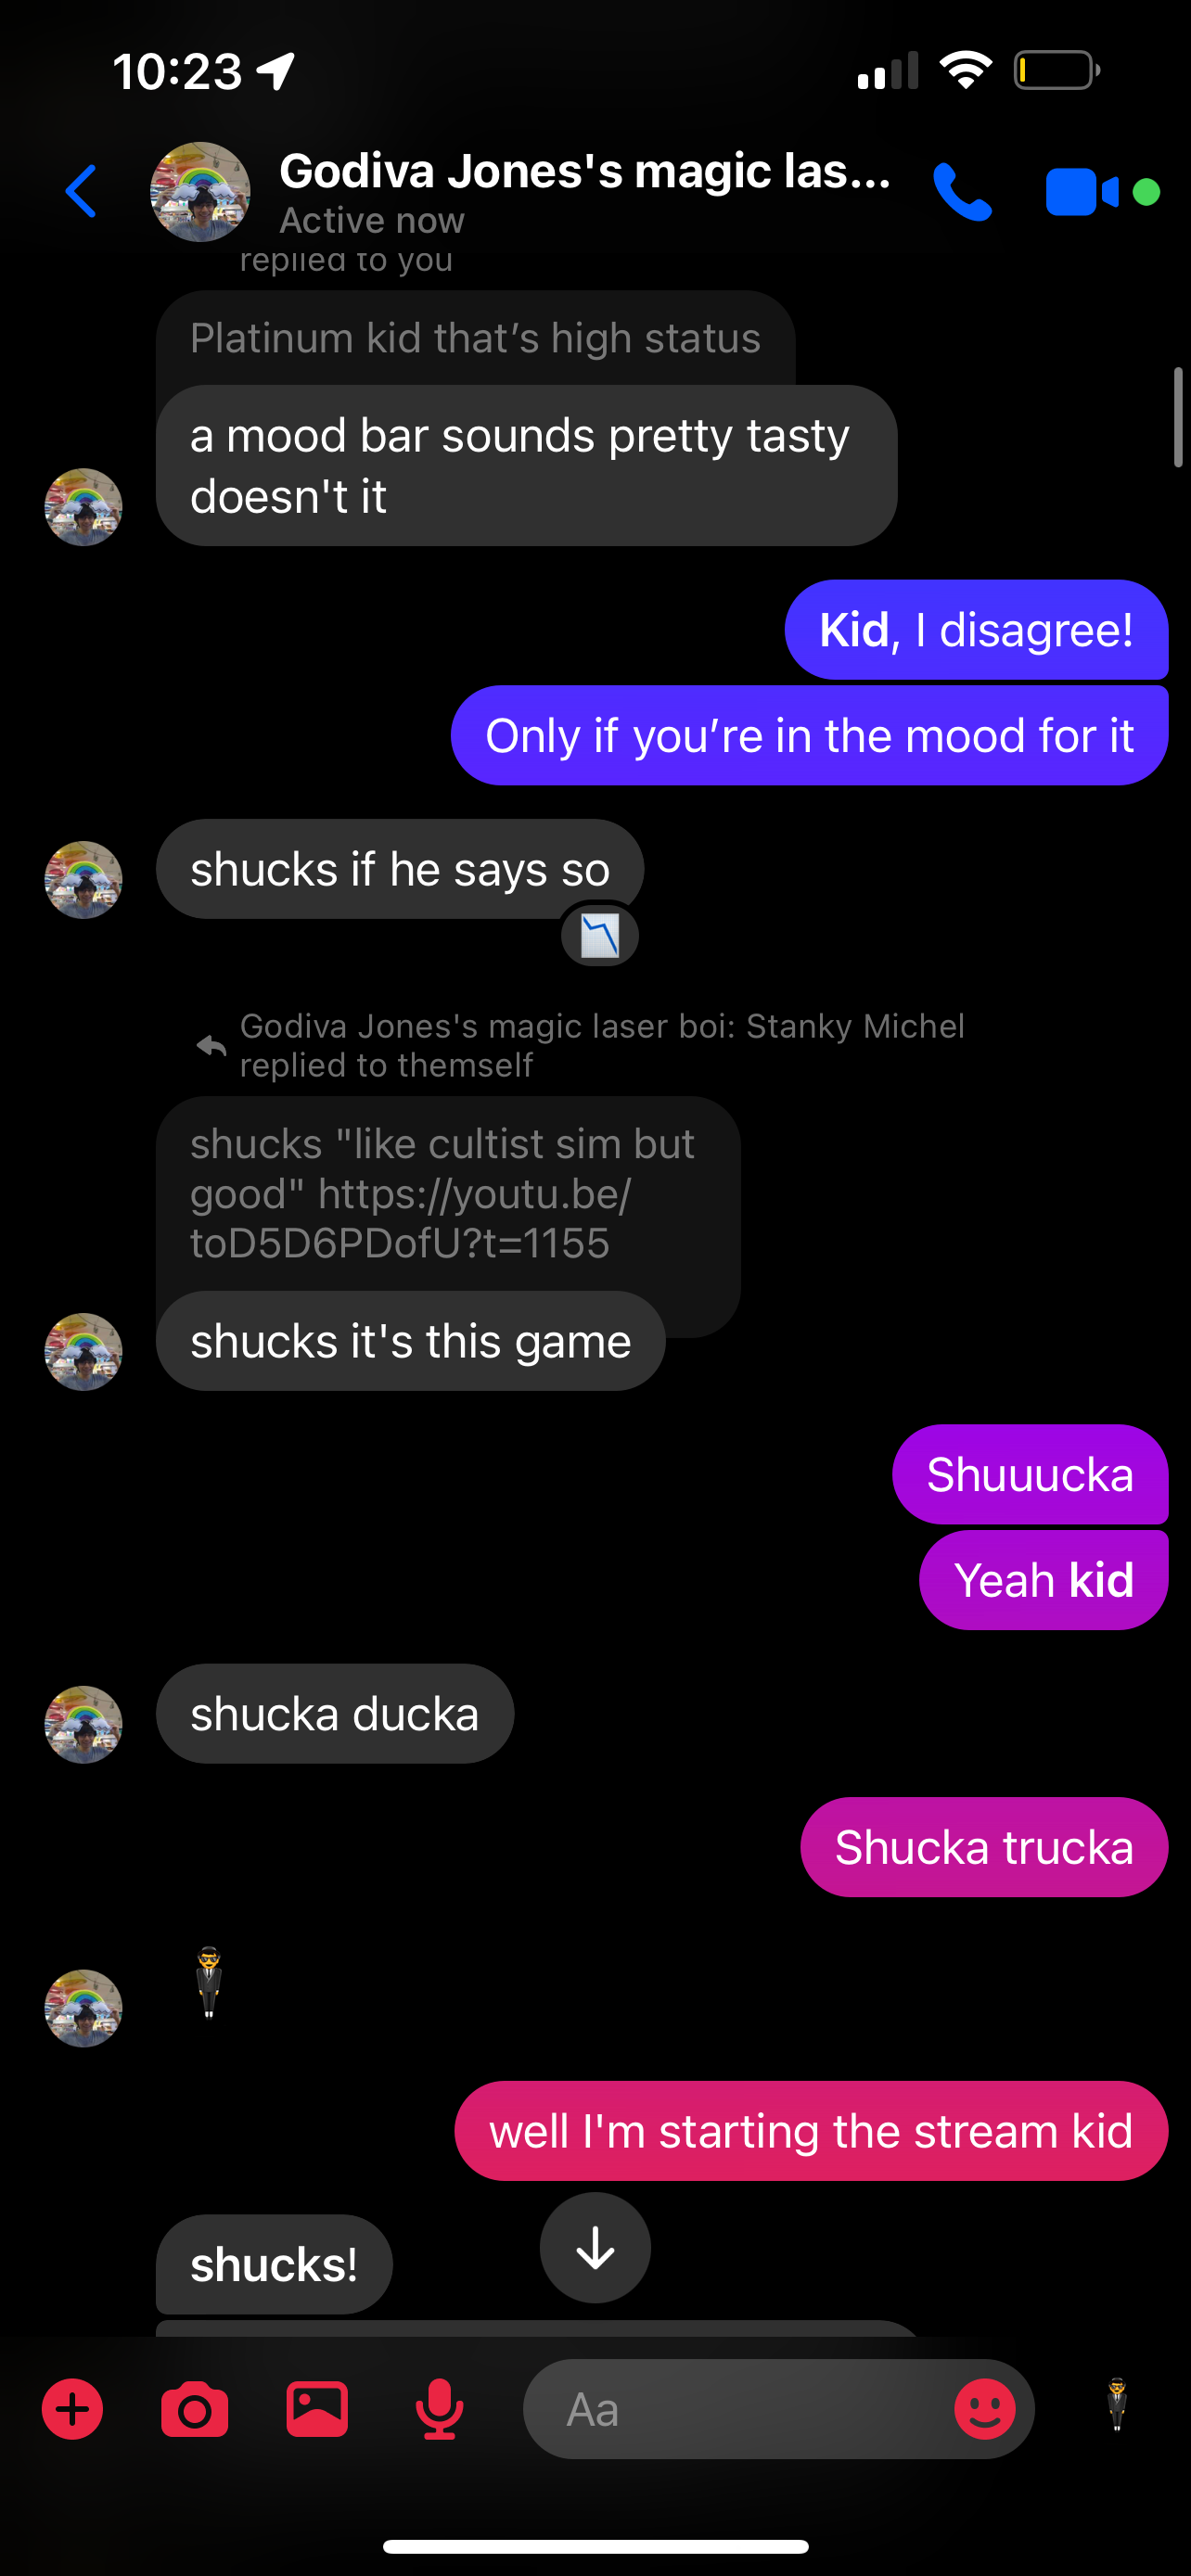 10:23
Godiva Jones's magic las...
Active now
replied to you
Platinum kid that’s high status
a mood bar sounds pretty tasty
doesn't it
Kid, I disagree!
Only if you’re in the mood for it
shucks if he says so
Godiva Jones's magic laser boi: Stanky Michel
replied to themself
shucks "like cultist sim but
good" https://youtu.be/
toD5D6PDofU?t=1155
shucks it's this game
Shuuucka
Yeah kid
shucka ducka
Shucka trucka
well I'm starting the stream kid
shucks!
Aa